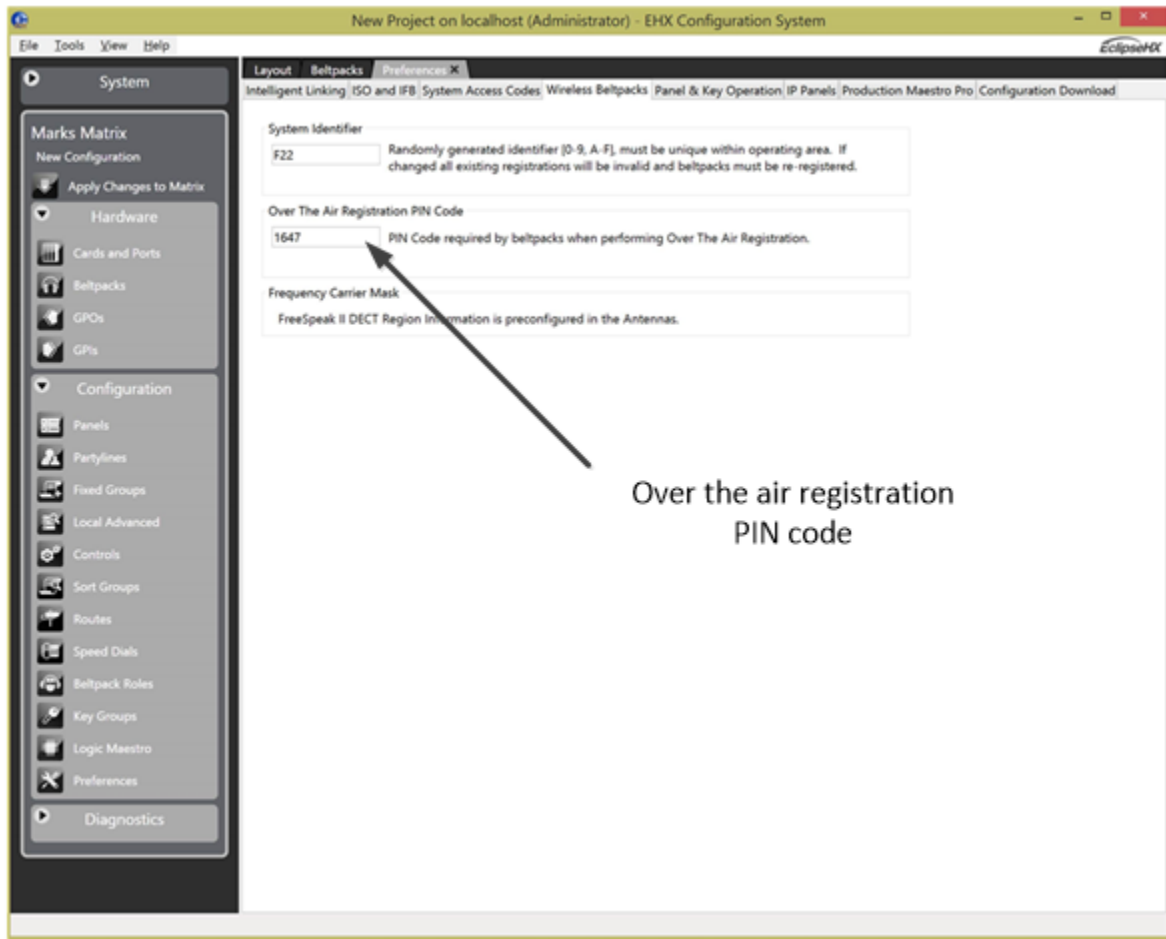 New Project on localhost (Administrator) - EHX Configuration System
File Tools View Help
EclipseHX
System
Layout Beltpacks Preferences X
Intelligent Linking ISO and IFB System Access Codes Wireless Beltpacks Panel & Key Operation IP Panels Production Maestro Pro Configuration Download
Marks Matrix
New Configuration
Apply Changes to Matrix
Hardware
Cards and Ports
Beltpacks
GPOs
GPIs
Configuration
Panels
Partylines
Fixed Groups
Local Advanced
Controls
Sort Groups
Routes
Speed Dials
Beltpack Roles
Key Groups
Logic Maestro
Preferences
Diagnostics
System Identifier
F22
Randomly generated identifier [0-9, A-F], must be unique within operating area. If
changed all existing registrations will be invalid and beltpacks must be re-registered.
Over The Air Registration PIN Code
1647
PIN Code required by beltpacks when performing Over The Air Registration.
Frequency Carrier Mask
FreeSpeak II DECT Region Information is preconfigured in the Antennas.
Over the air registration
PIN code